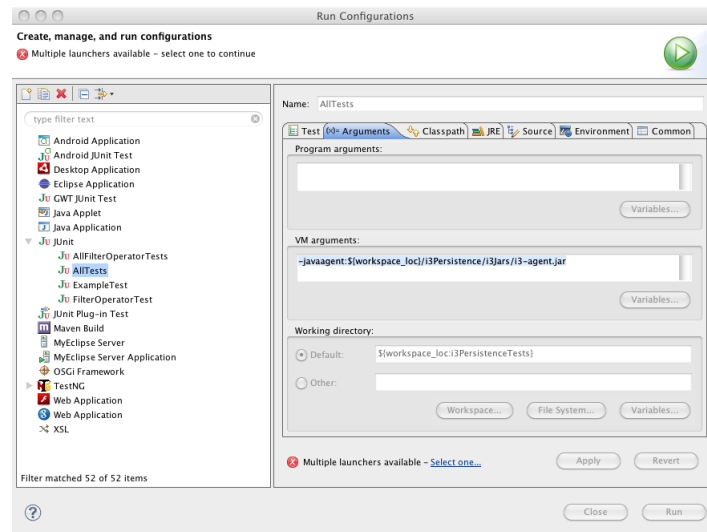 Run Configurations
Create, manage, and run configurations
Multiple launchers available – select one to continue
type filter text
Android Application
Android JUnit Test
Desktop Application
Eclipse Application
GWT JUnit Test
Java Applet
Java Application
JUnit
AllFilterOperatorTests
AllTests
ExampleTest
FilterOperatorTest
JUnit Plug-in Test
Maven Build
MyEclipse Server
MyEclipse Server Application
OSGi Framework
TestNG
Web Application
Web Application
XSL
Filter matched 52 of 52 items
Name: AllTests
Test (x)= Arguments Classpath JRE Source Environment Common
Program arguments:
Variables...
VM arguments:
-javaagent:${workspace_loc}/i3Persistence/i3Jars/i3-agent.jar
Variables...
Working directory:
Default: ${workspace_loc:i3PersistenceTests}
Other:
Workspace... File System... Variables...
Multiple launchers available – Select one...
Apply Revert
? Close Run